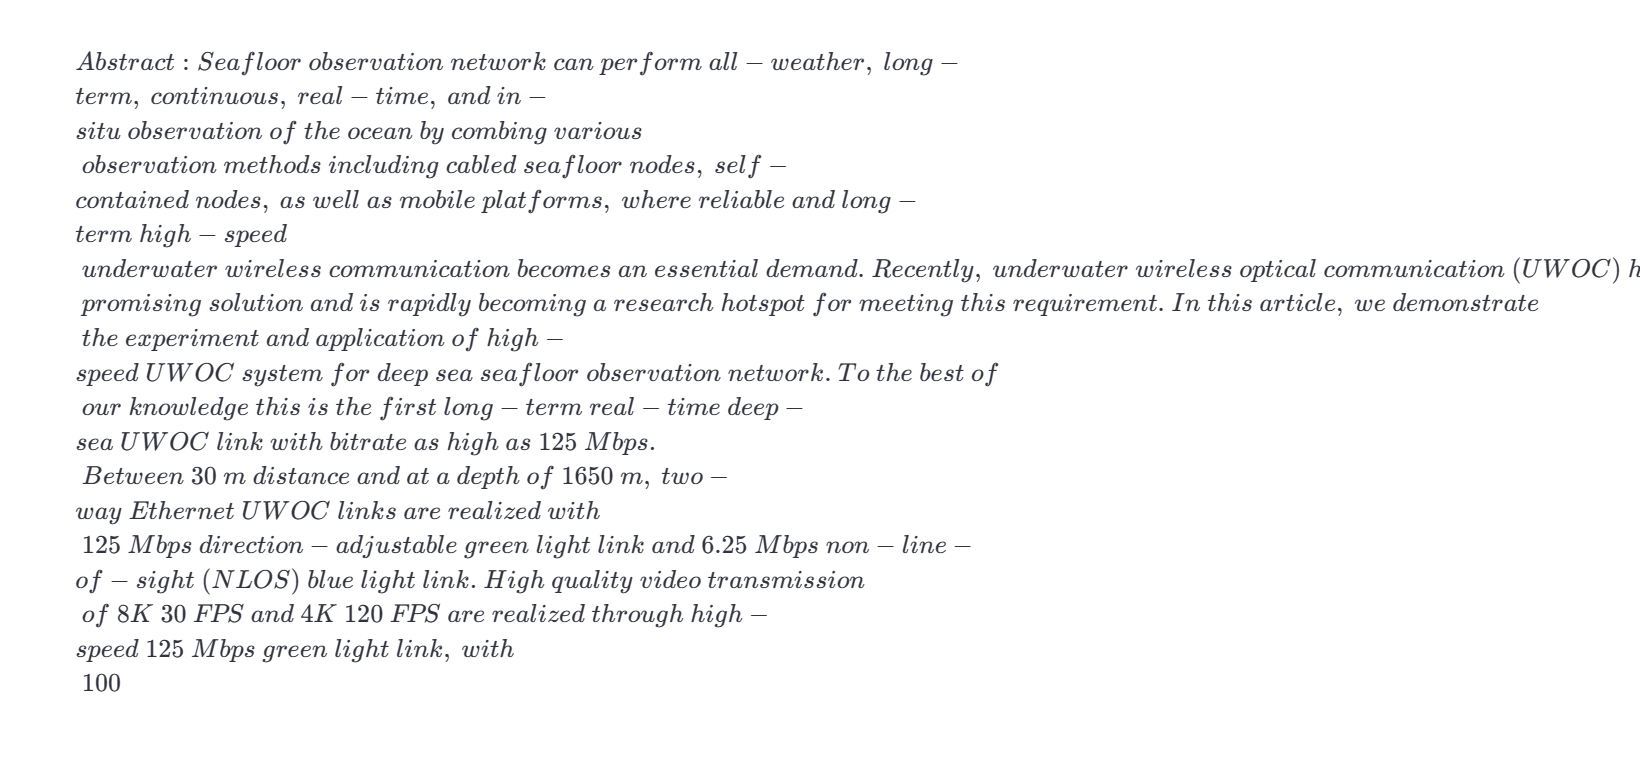 Abstract : Seafloor observation network can perform all − weather, long −
term, continuous, real − time, and in −
situ observation of the ocean by combing various
observation methods including cabled seafloor nodes, self −
contained nodes, as well as mobile platforms, where reliable and long −
term high − speed
underwater wireless communication becomes an essential demand. Recently, underwater wireless optical communication (UWOC)
promising solution and is rapidly becoming a research hotspot for meeting this requirement. In this article, we demonstrate
the experiment and application of high −
speed UWOC system for deep sea seafloor observation network. To the best of
our knowledge this is the first long − term real − time deep −
sea UWOC link with bitrate as high as 125 Mbps.
Between 30 m distance and at a depth of 1650 m, two −
way Ethernet UWOC links are realized with
125 Mbps direction − adjustable green light link and 6.25 Mbps non − line −
of − sight (NLOS) blue light link. High quality video transmission
of 8K 30 FPS and 4K 120 FPS are realized through high −
speed 125 Mbps green light link, with
100